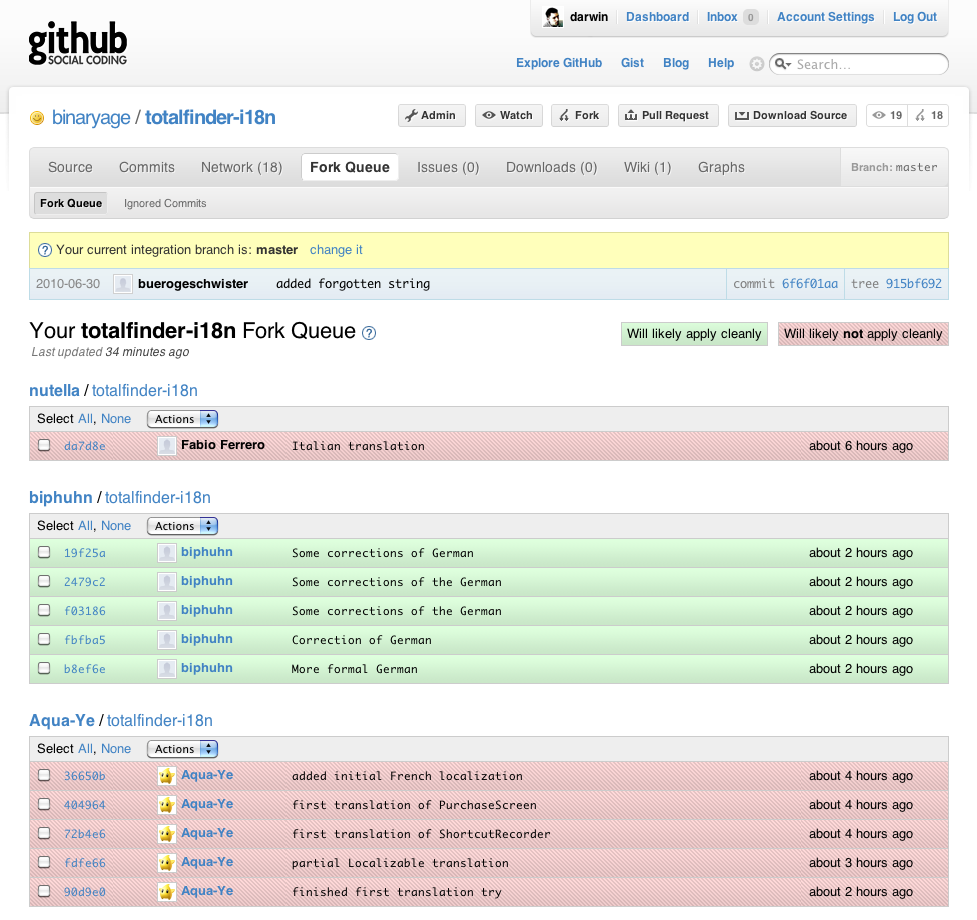 github
SOCIAL CODING
darwin Dashboard Inbox 0 Account Settings Log Out
Explore GitHub Gist Blog Help Search...
binaryage / totalfinder-i18n
Admin Watch Fork Pull Request Download Source 19 18
Source Commits Network (18) Fork Queue Issues (0) Downloads (0) Wiki (1) Graphs Branch: master
Fork Queue Ignored Commits
? Your current integration branch is: master change it
2010-06-30 buerogeschwister added forgotten string commit 6f6f01aa tree 915bf692
Your totalfinder-i18n Fork Queue ? Will likely apply cleanly Will likely not apply cleanly
Last updated 34 minutes ago
nutella / totalfinder-i18n
Select All, None Actions
da7d8e Fabio Ferrero Italian translation about 6 hours ago
biphuhn / totalfinder-i18n
Select All, None Actions
19f25a biphuhn Some corrections of German about 2 hours ago
2479c2 biphuhn Some corrections of the German about 2 hours ago
f03186 biphuhn Some corrections of the German about 2 hours ago
fbfba5 biphuhn Correction of German about 2 hours ago
b8ef6e biphuhn More formal German about 2 hours ago
Aqua-Ye / totalfinder-i18n
Select All, None Actions
36650b Aqua-Ye added initial French localization about 4 hours ago
404964 Aqua-Ye first translation of PurchaseScreen about 4 hours ago
72b4e6 Aqua-Ye first translation of ShortcutRecorder about 4 hours ago
fdfe66 Aqua-Ye partial Localizable translation about 3 hours ago
90d9e0 Aqua-Ye finished first translation try about 2 hours ago